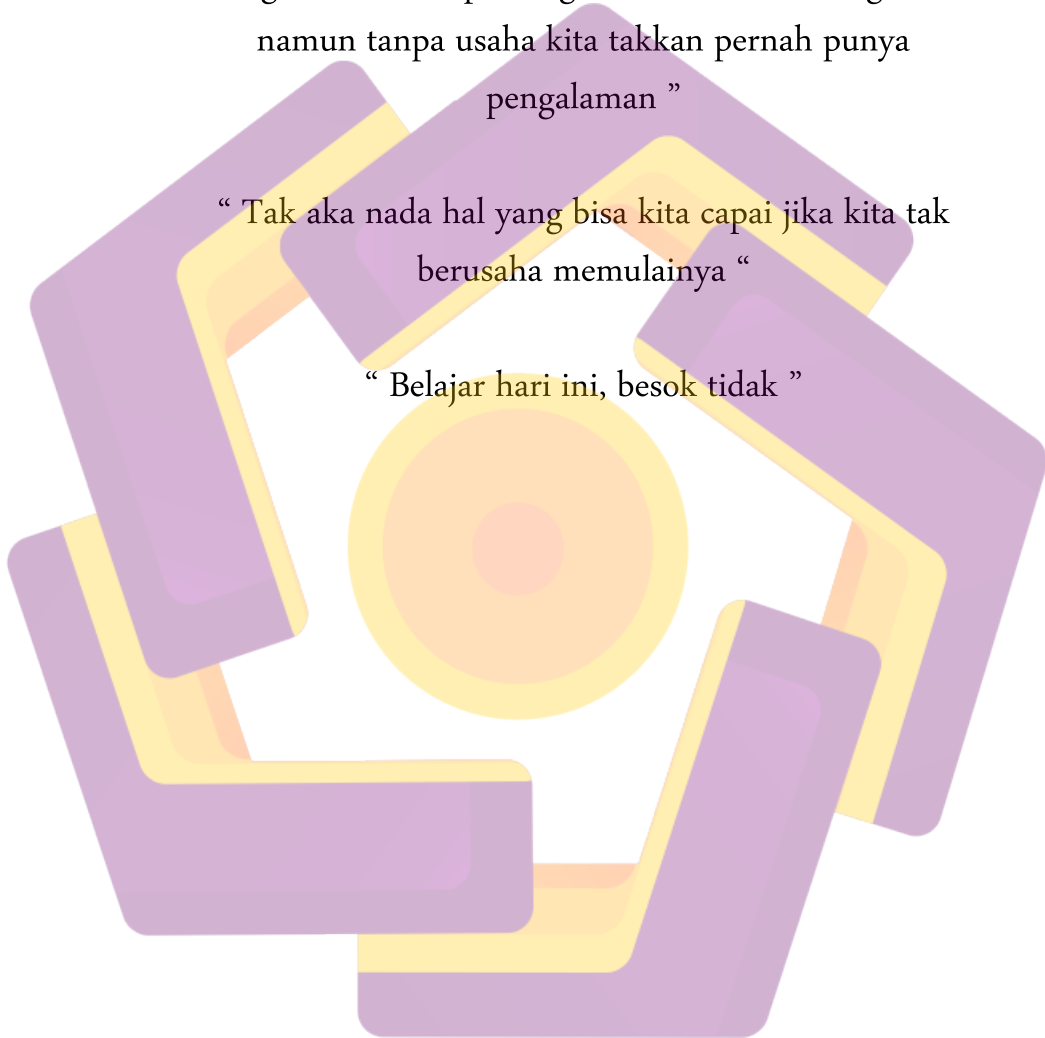 namun tanpa usaha kita takkan pernah punya
pengalaman ”
“ Tak aka nada hal yang bisa kita capai jika kita tak
berusaha memulainya “
“ Belajar hari ini, besok tidak ”